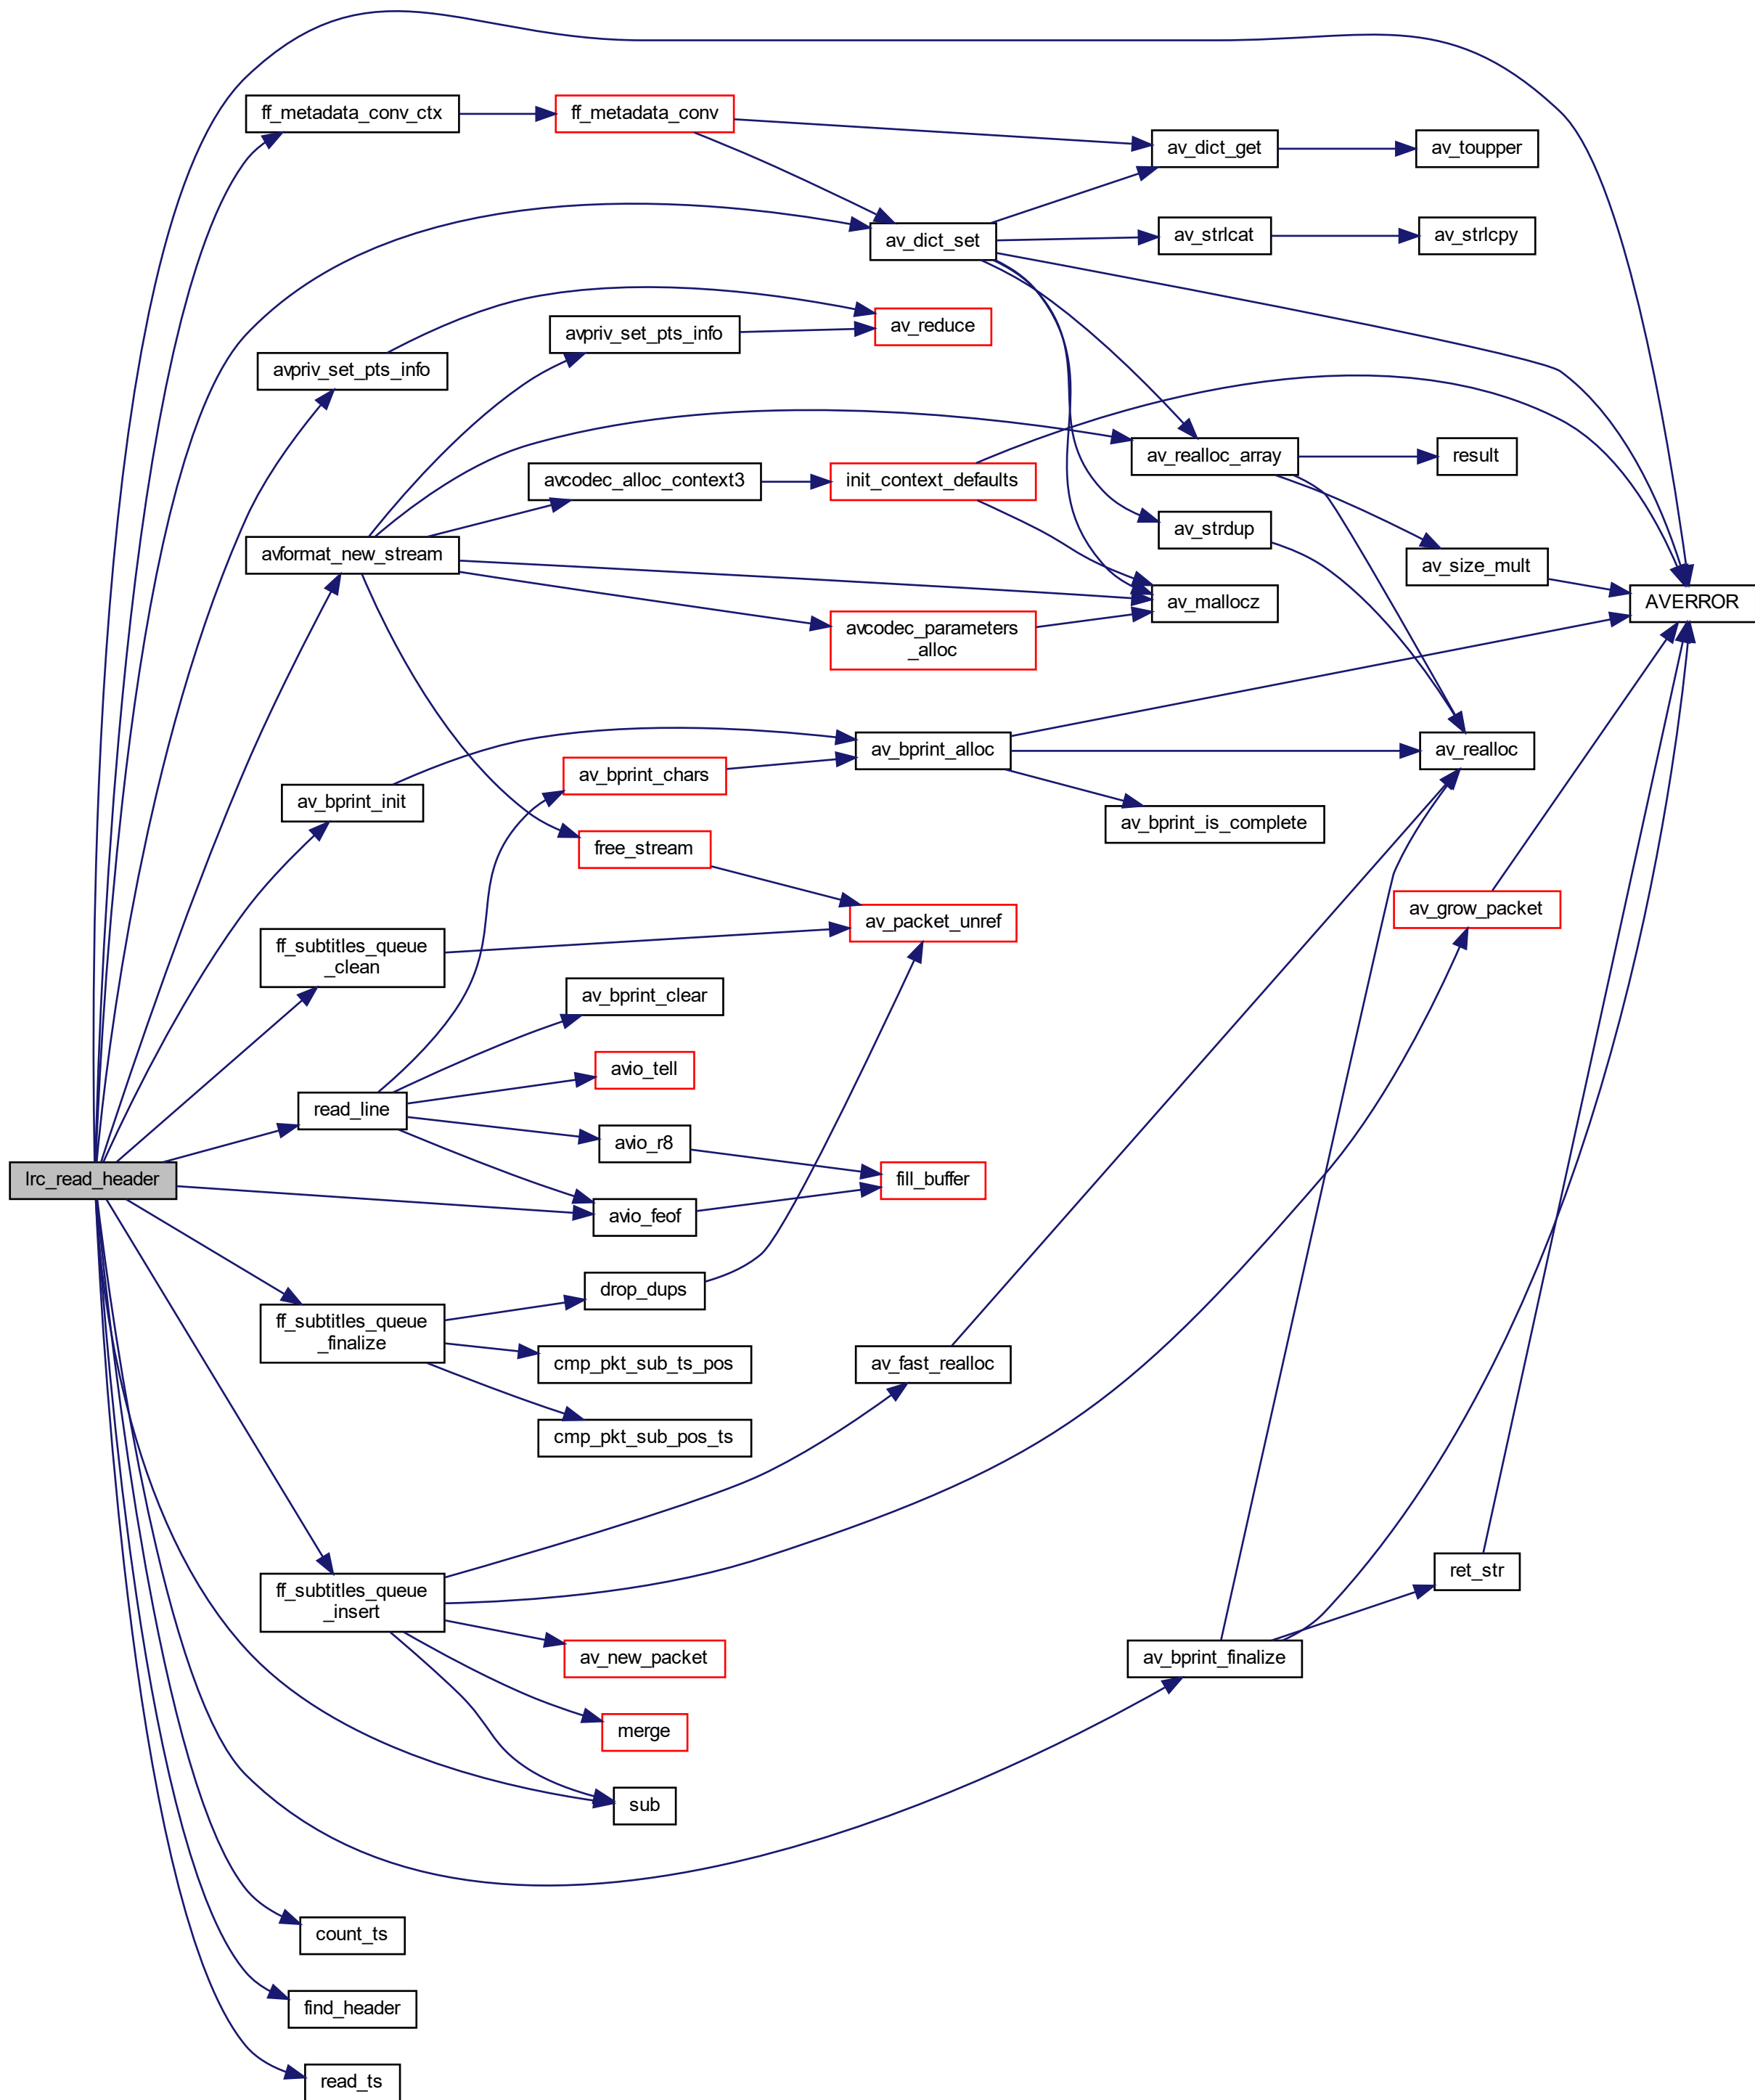 ff_metadata_conv_ctx
ff_metadata_conv
av_dict_get
av_toupper
av_dict_set
av_strlcat
av_strlcpy
avpriv_set_pts_info
av_reduce
avpriv_set_pts_info
av_realloc_array
result
avcodec_alloc_context3
init_context_defaults
av_strdup
avformat_new_stream
av_size_mult
av_mallocz
AVERROR
avcodec_parameters
_alloc
av_bprint_alloc
av_realloc
av_bprint_chars
av_bprint_init
av_bprint_is_complete
free_stream
av_grow_packet
av_packet_unref
ff_subtitles_queue
_clean
av_bprint_clear
avio_tell
read_line
avio_r8
lrc_read_header
fill_buffer
avio_feof
drop_dups
ff_subtitles_queue
_finalize
cmp_pkt_sub_ts_pos
av_fast_realloc
cmp_pkt_sub_pos_ts
ret_str
ff_subtitles_queue
_insert
av_new_packet
av_bprint_finalize
merge
sub
count_ts
find_header
read_ts